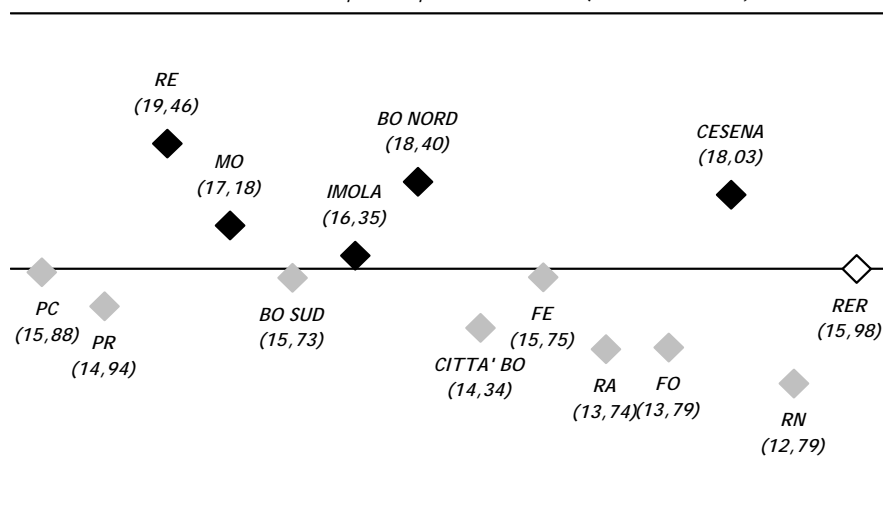 RE
(19,46)
BO NORD
(18,40)
CESENA
(18,03)
MO
(17,18)
IMOLA
(16,35)
PC
(15,88)
PR
(14,94)
BO SUD
(15,73)
FE
(15,75)
RER
(15,98)
CITTA' BO
(14,34)
RA
(13,74)
FO
(13,79)
RN
(12,79)